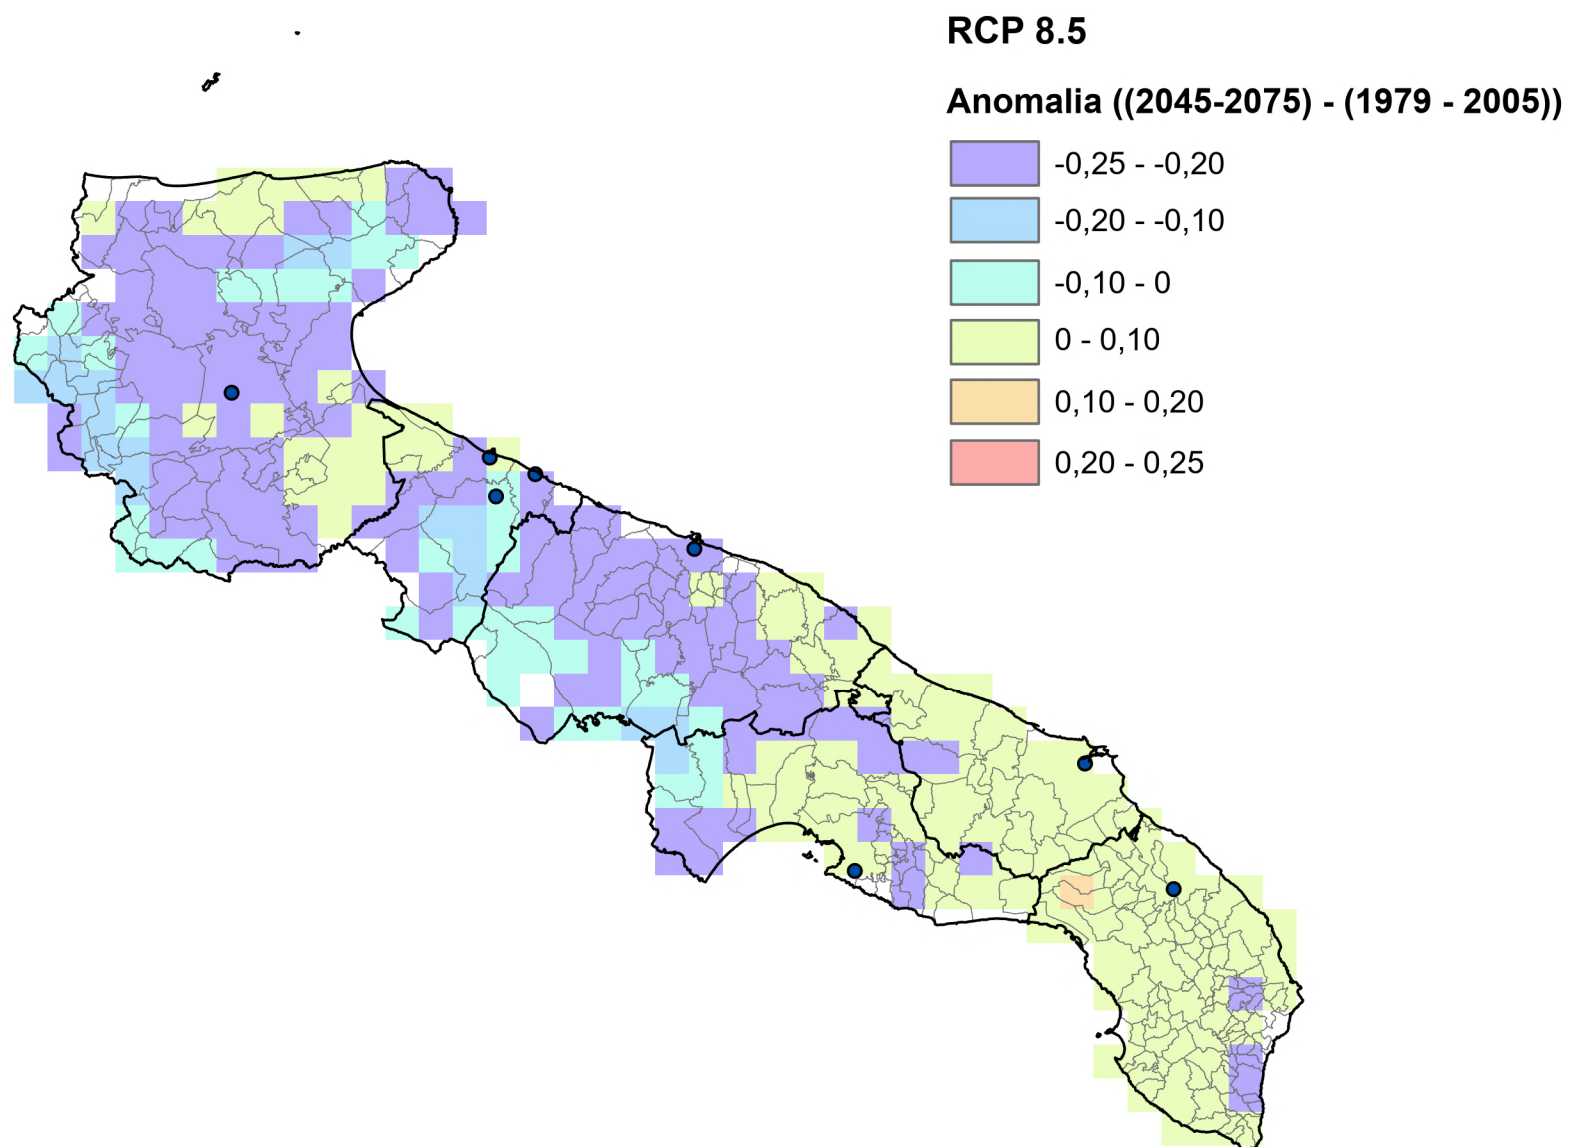 RCP 8.5
Anomalia ((2045-2075) - (1979 - 2005))
-0,25 - -0,20
-0,20 - -0,10
-0,10 - 0
0 - 0,10
0,10 - 0,20
0,20 - 0,25